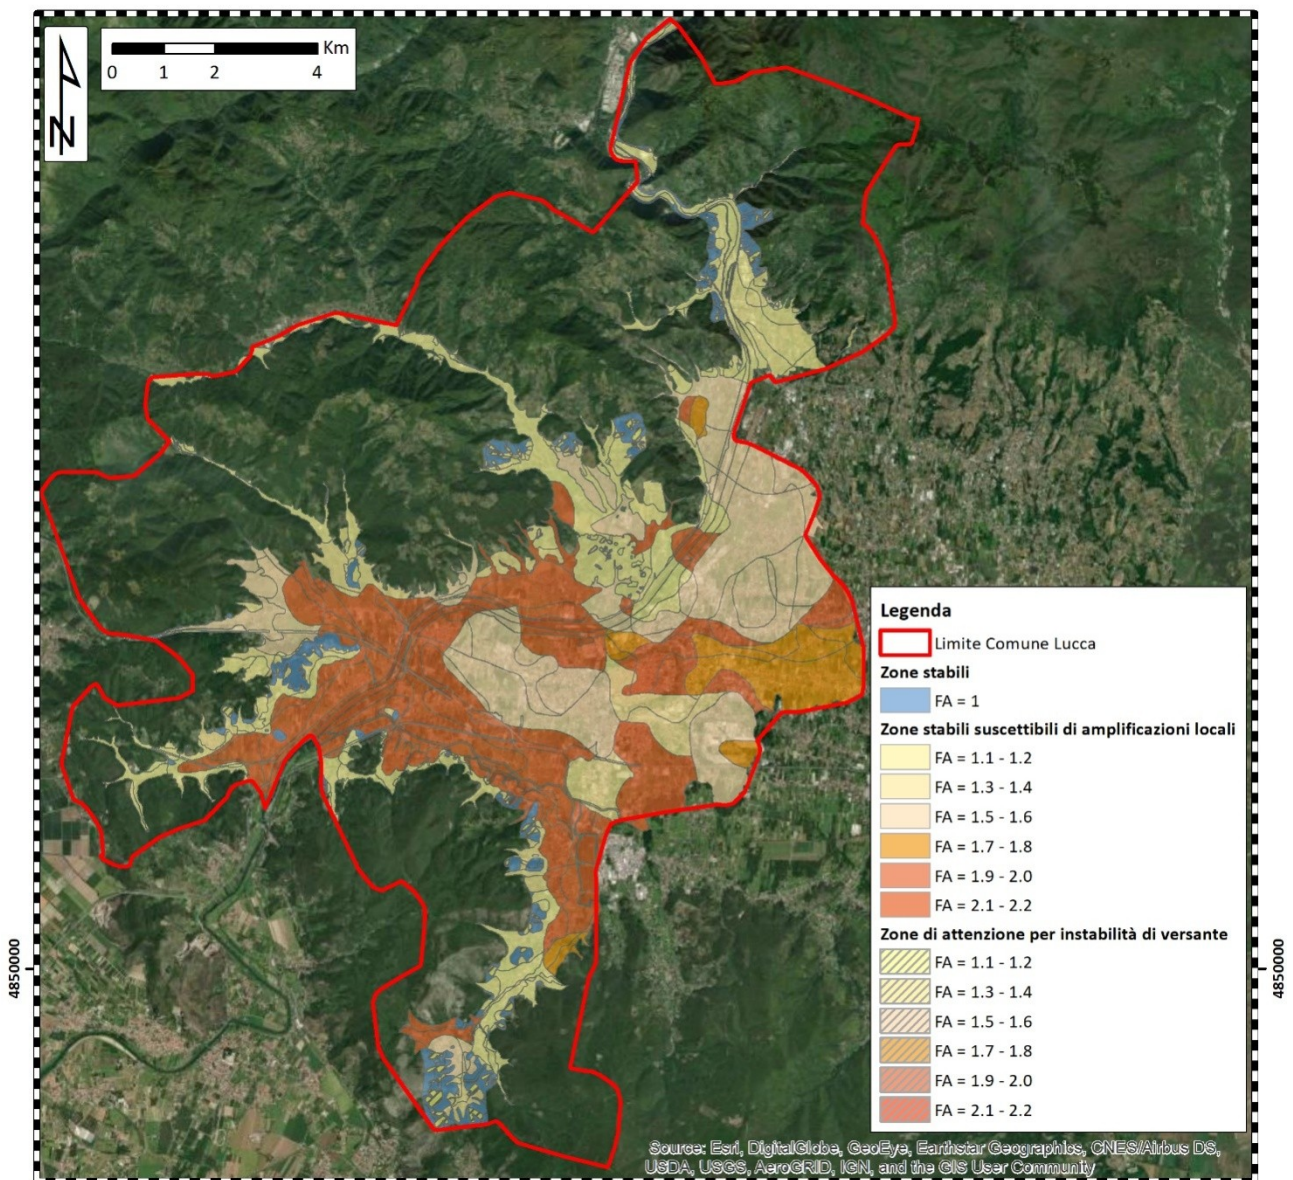 N
Km
0 1 2 4
Legenda
Limite Comune Lucca
Zone stabili
FA = 1
Zone stabili suscettibili di amplificazioni locali
FA = 1.1 - 1.2
FA = 1.3 - 1.4
FA = 1.5 - 1.6
FA = 1.7 - 1.8
FA = 1.9 - 2.0
FA = 2.1 - 2.2
Zone di attenzione per instabilità di versante
FA = 1.1 - 1.2
FA = 1.3 - 1.4
FA = 1.5 - 1.6
FA = 1.7 - 1.8
FA = 1.9 - 2.0
FA = 2.1 - 2.2
4850000
4850000
Source: Esri, DigitalGlobe, GeoEye, Earthstar Geographics, CNES/Airbus DS,
USDA, USGS, AeroGRID, IGN, and the GIS User Community